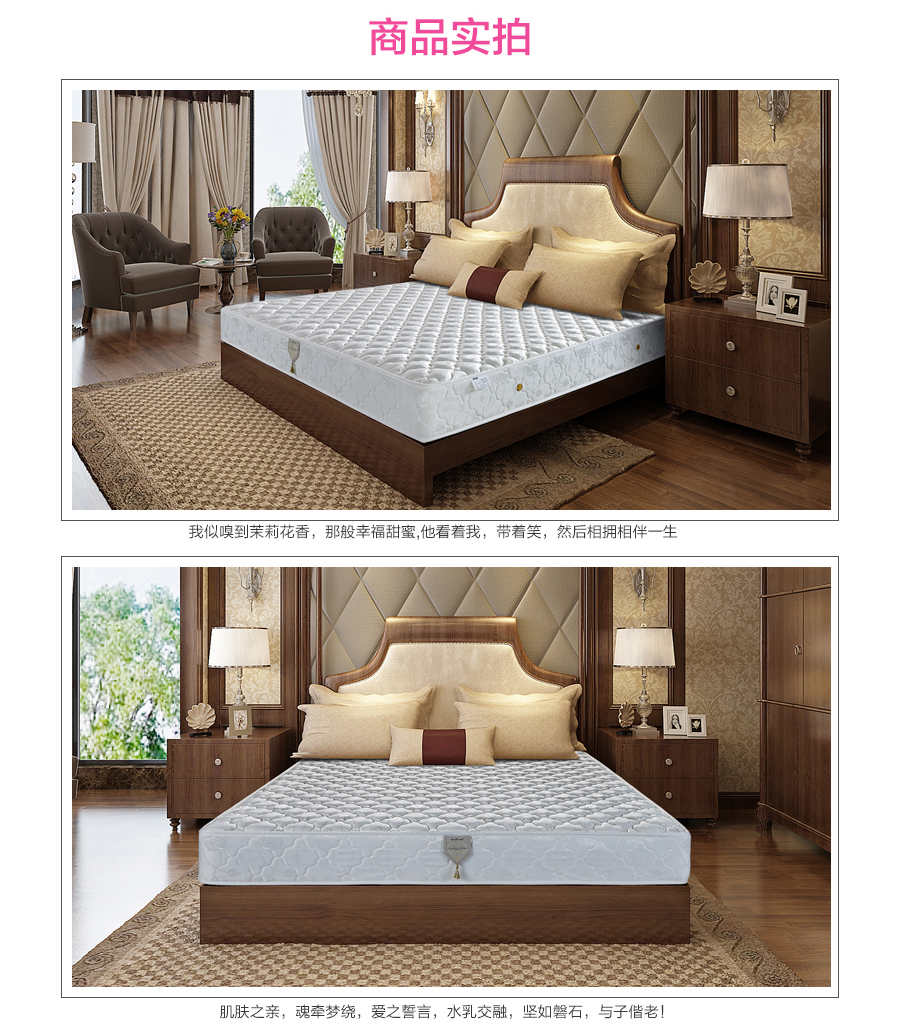 商品实拍
我似嗅到茉莉花香，那般幸福甜蜜,他看着我，带着笑，然后相拥相伴一生
肌肤之亲，魂牵梦绕，爱之誓言，水乳交融，坚如磐石，与子偕老！